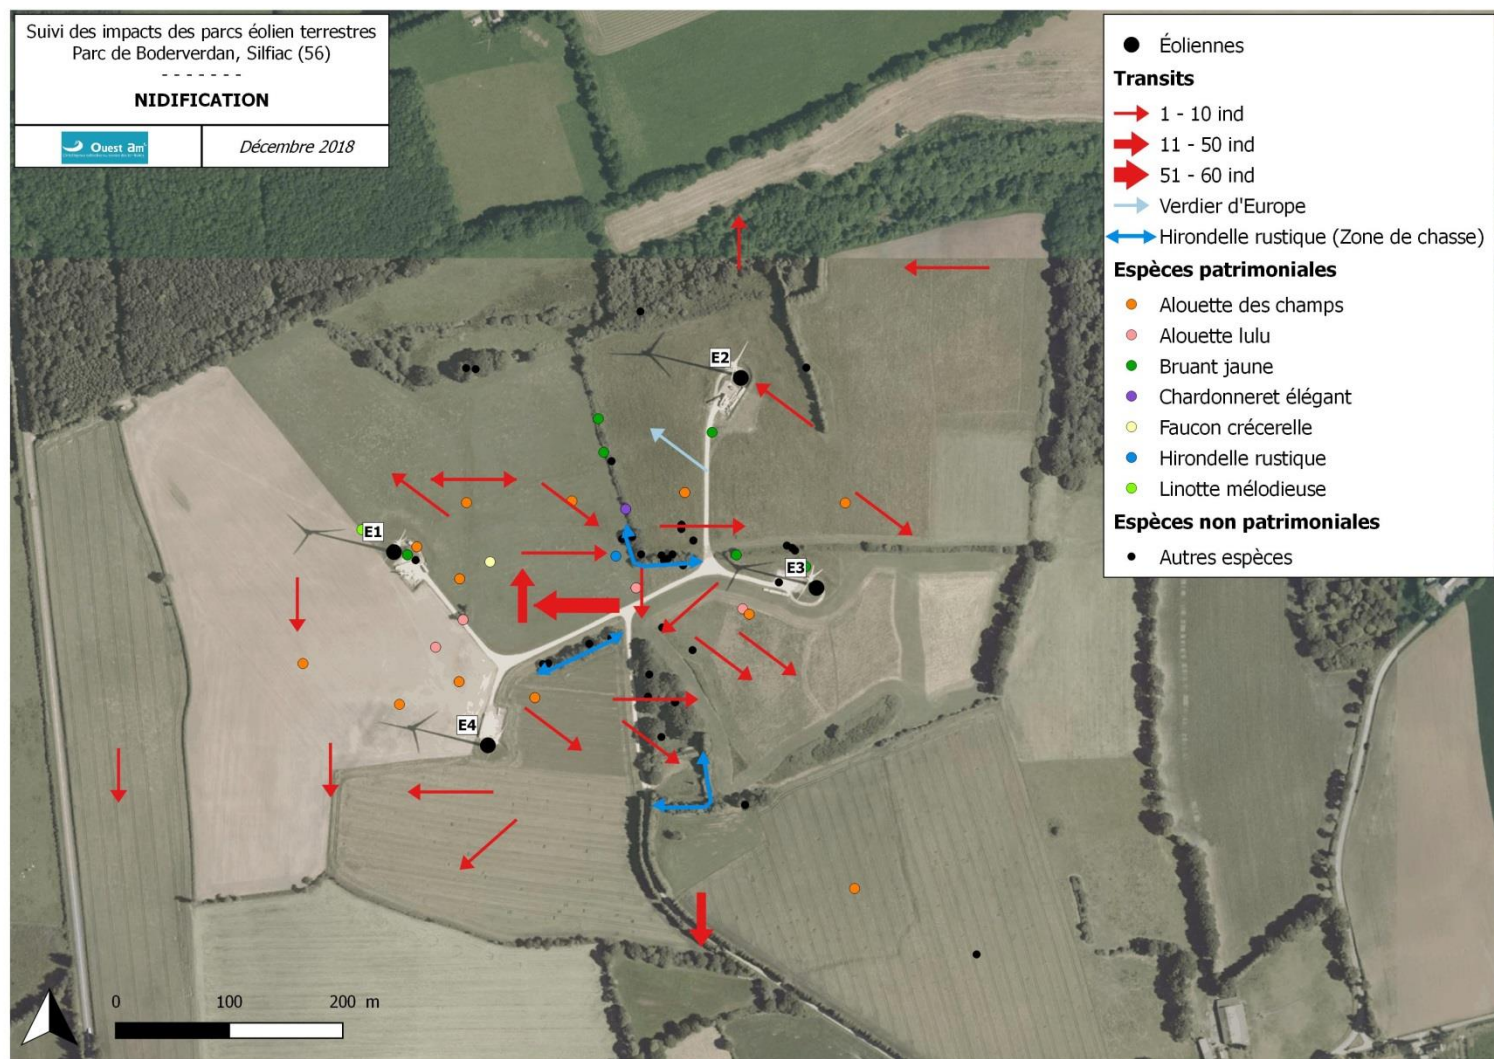 Suivi des impacts des parcs éolien terrestres
Parc de Boderverdan, Silfiac (56)
- - - - - - -
NIDIFICATION
Ouest am'
Décembre 2018
Éoliennes
Transits
1 - 10 ind
11 - 50 ind
51 - 60 ind
Verdier d'Europe
Hirondelle rustique (Zone de chasse)
Espèces patrimoniales
Alouette des champs
Alouette lulu
Bruant jaune
Chardonneret élégant
Faucon crécerelle
Hirondelle rustique
Linotte mélodieuse
Espèces non patrimoniales
Autres espèces
E2
E1
E3
E4
0 100 200 m